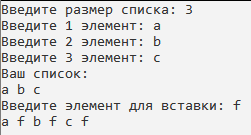 Введите размер списка: 3
Введите 1 элемент: a
Введите 2 элемент: b
Введите 3 элемент: c
Ваш список:
a b c
Введите элемент для вставки: f
a f b f c f